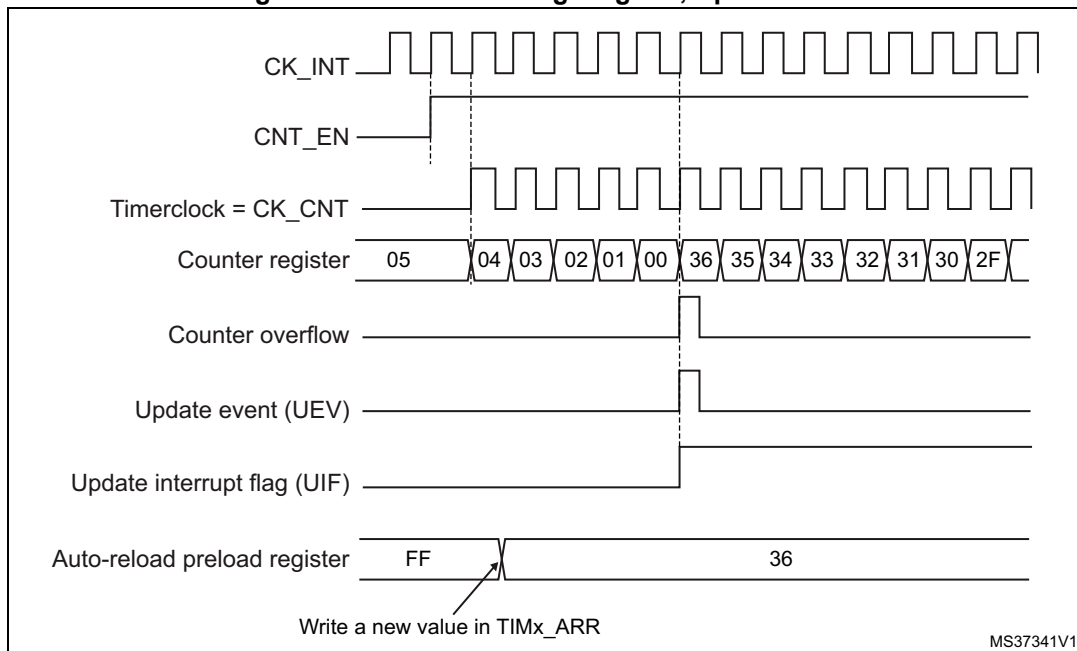 CK_INT
CNT_EN
Timerclock = CK_CNT
Counter register 05 04 03 02 01 00 36 35 34 33 32 31 30 2F
Counter overflow
Update event (UEV)
Update interrupt flag (UIF)
Auto-reload preload register FF 36
Write a new value in TIMx_ARR
MS37341V1